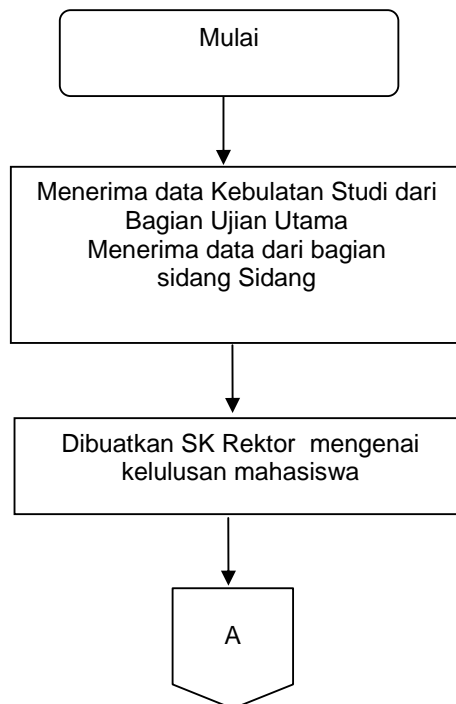 Mulai
Menerima data Kebulatan Studi dari
Bagian Ujian Utama
Menerima data dari bagian
sidang Sidang
Dibuatkan SK Rektor mengenai
kelulusan mahasiswa
A